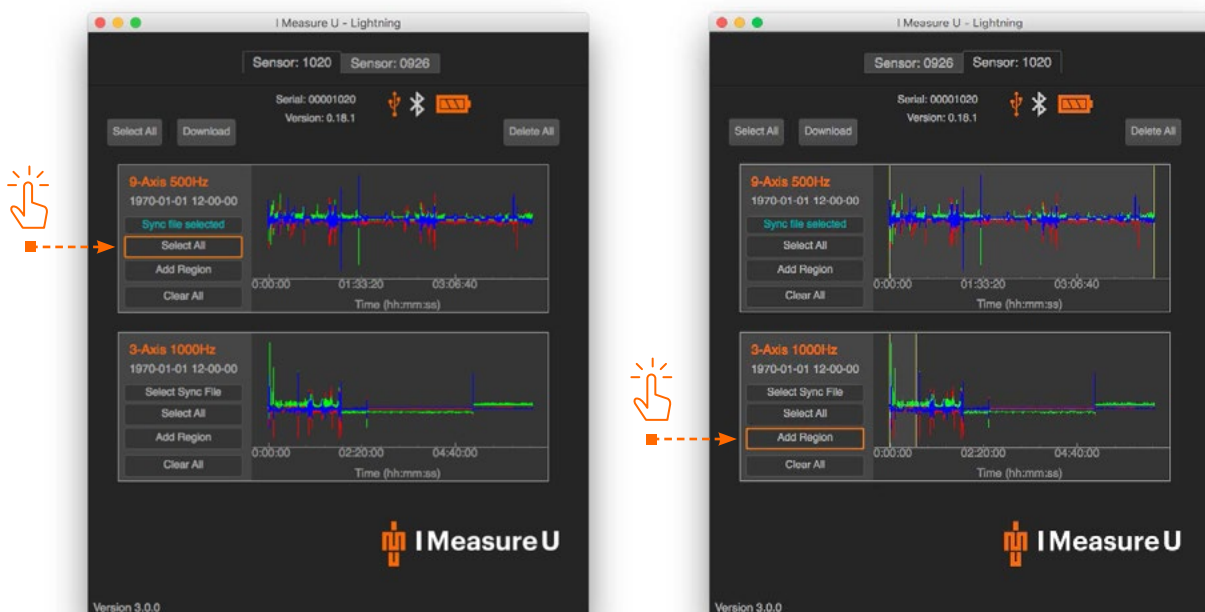 I Measure U - Lightning
Sensor: 1020 Sensor: 0926
Serial: 00001020
Version: 0.18.1
Select All Download Delete All
9-Axis 500Hz
1970-01-01 12-00-00
Sync file selected
Select All
Add Region
Clear All
0:00:00 01:33:20 03:06:40
Time (hh:mm:ss)
3-Axis 1000Hz
1970-01-01 12-00-00
Select Sync File
Select All
Add Region
Clear All
0:00:00 02:20:00 04:40:00
Time (hh:mm:ss)
I Measure U
Version 3.0.0
I Measure U - Lightning
Sensor: 0926 Sensor: 1020
Serial: 00001020
Version: 0.18.1
Select All Download Delete All
9-Axis 500Hz
1970-01-01 12-00-00
Sync file selected
Select All
Add Region
Clear All
0:00:00 01:33:20 03:06:40
Time (hh:mm:ss)
3-Axis 1000Hz
1970-01-01 12-00-00
Select Sync File
Select All
Add Region
Clear All
0:00:00 02:20:00 04:40:00
Time (hh:mm:ss)
I Measure U
Version 3.0.0